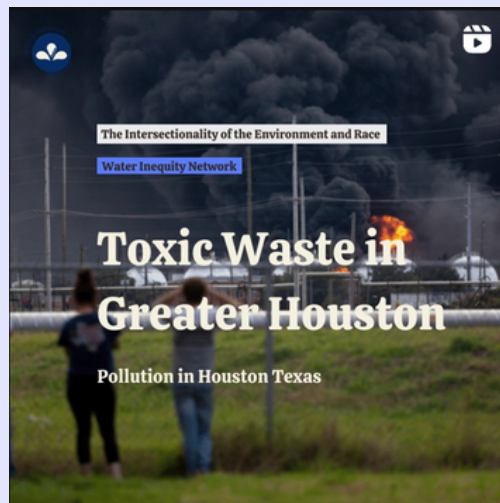 The Intersectionality of the Environment and Race
Water Inequity Network
Toxic Waste in
Greater Houston
Pollution in Houston Texas